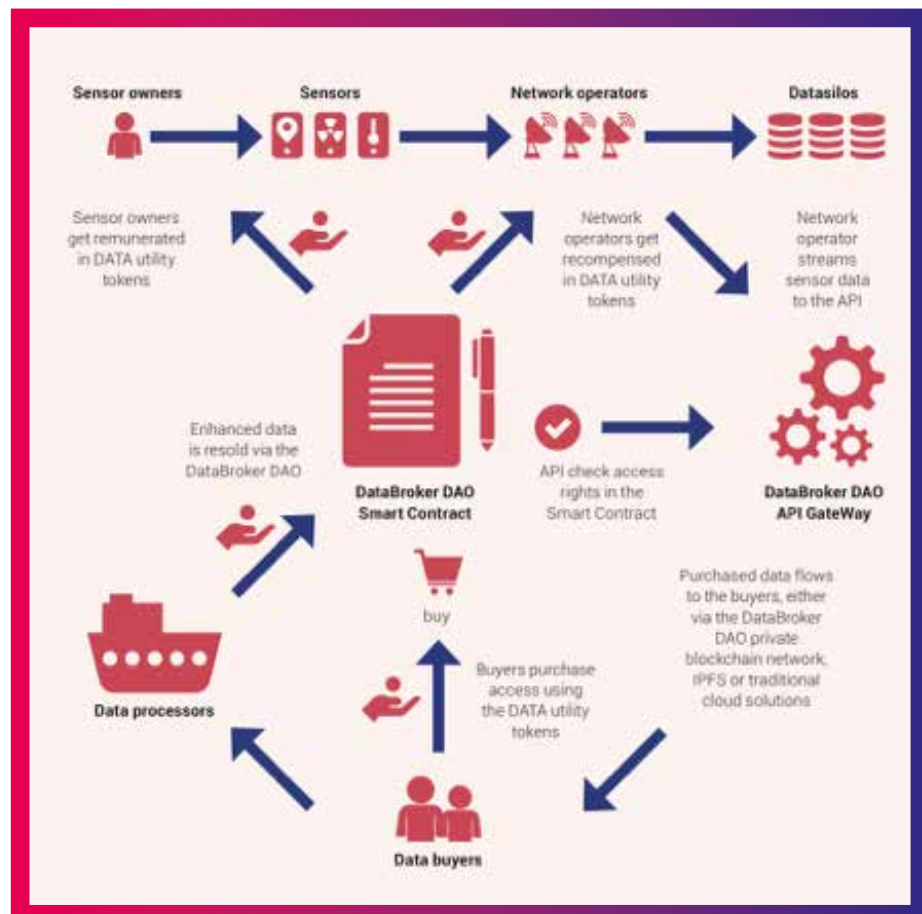 Sensor owners
Sensors
Network operators
Datasilos
Sensor owners
get remunerated
in DATA utility
tokens
Network
operators get
recompensed
in DATA utility
tokens
Network
operator
streams
sensor data
to the API
Enhanced data
is resold via the
DataBroker DAO
DataBroker DAO
Smart Contract
API check access
rights in the
Smart Contract
DataBroker DAO
API GateWay
buy
Purchased data flows
to the buyers, either
via the DataBroker
DAO private
blockchain network,
IPFS or traditional
cloud solutions
Buyers purchase
access using
the DATA utility
tokens
Data processors
Data buyers